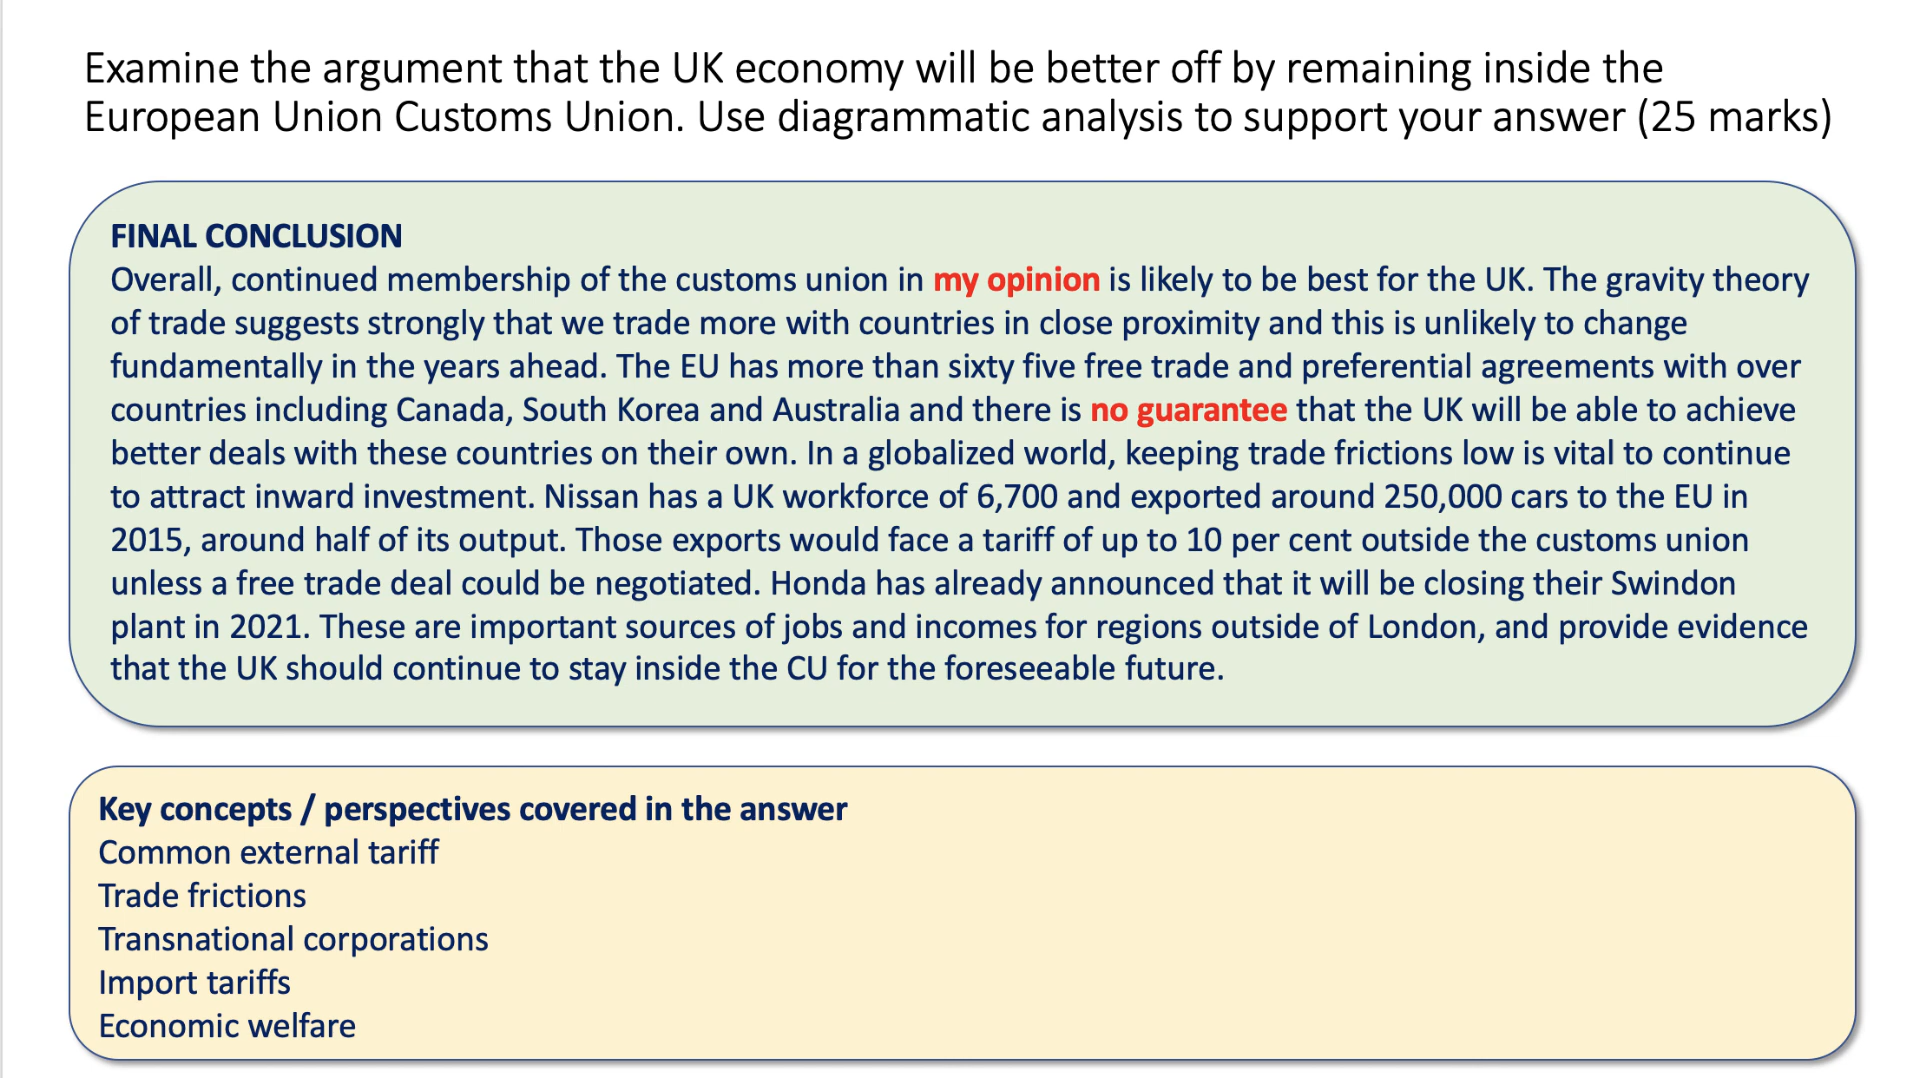 Examine the argument that the UK economy will be better off by remaining inside the
European Union Customs Union. Use diagrammatic analysis to support your answer (25 marks)
FINAL CONCLUSION
Overall, continued membership of the customs union in my opinion is likely to be best for the UK. The gravity theory
of trade suggests strongly that we trade more with countries in close proximity and this is unlikely to change
fundamentally in the years ahead. The EU has more than sixty five free trade and preferential agreements with over
countries including Canada, South Korea and Australia and there is no guarantee that the UK will be able to achieve
better deals with these countries on their own. In a globalized world, keeping trade frictions low is vital to continue
to attract inward investment. Nissan has a UK workforce of 6,700 and exported around 250,000 cars to the EU in
2015, around half of its output. Those exports would face a tariff of up to 10 per cent outside the customs union
unless a free trade deal could be negotiated. Honda has already announced that it will be closing their Swindon
plant in 2021. These are important sources of jobs and incomes for regions outside of London, and provide evidence
that the UK should continue to stay inside the CU for the foreseeable future.
Key concepts / perspectives covered in the answer
Common external tariff
Trade frictions
Transnational corporations
Import tariffs
Economic welfare